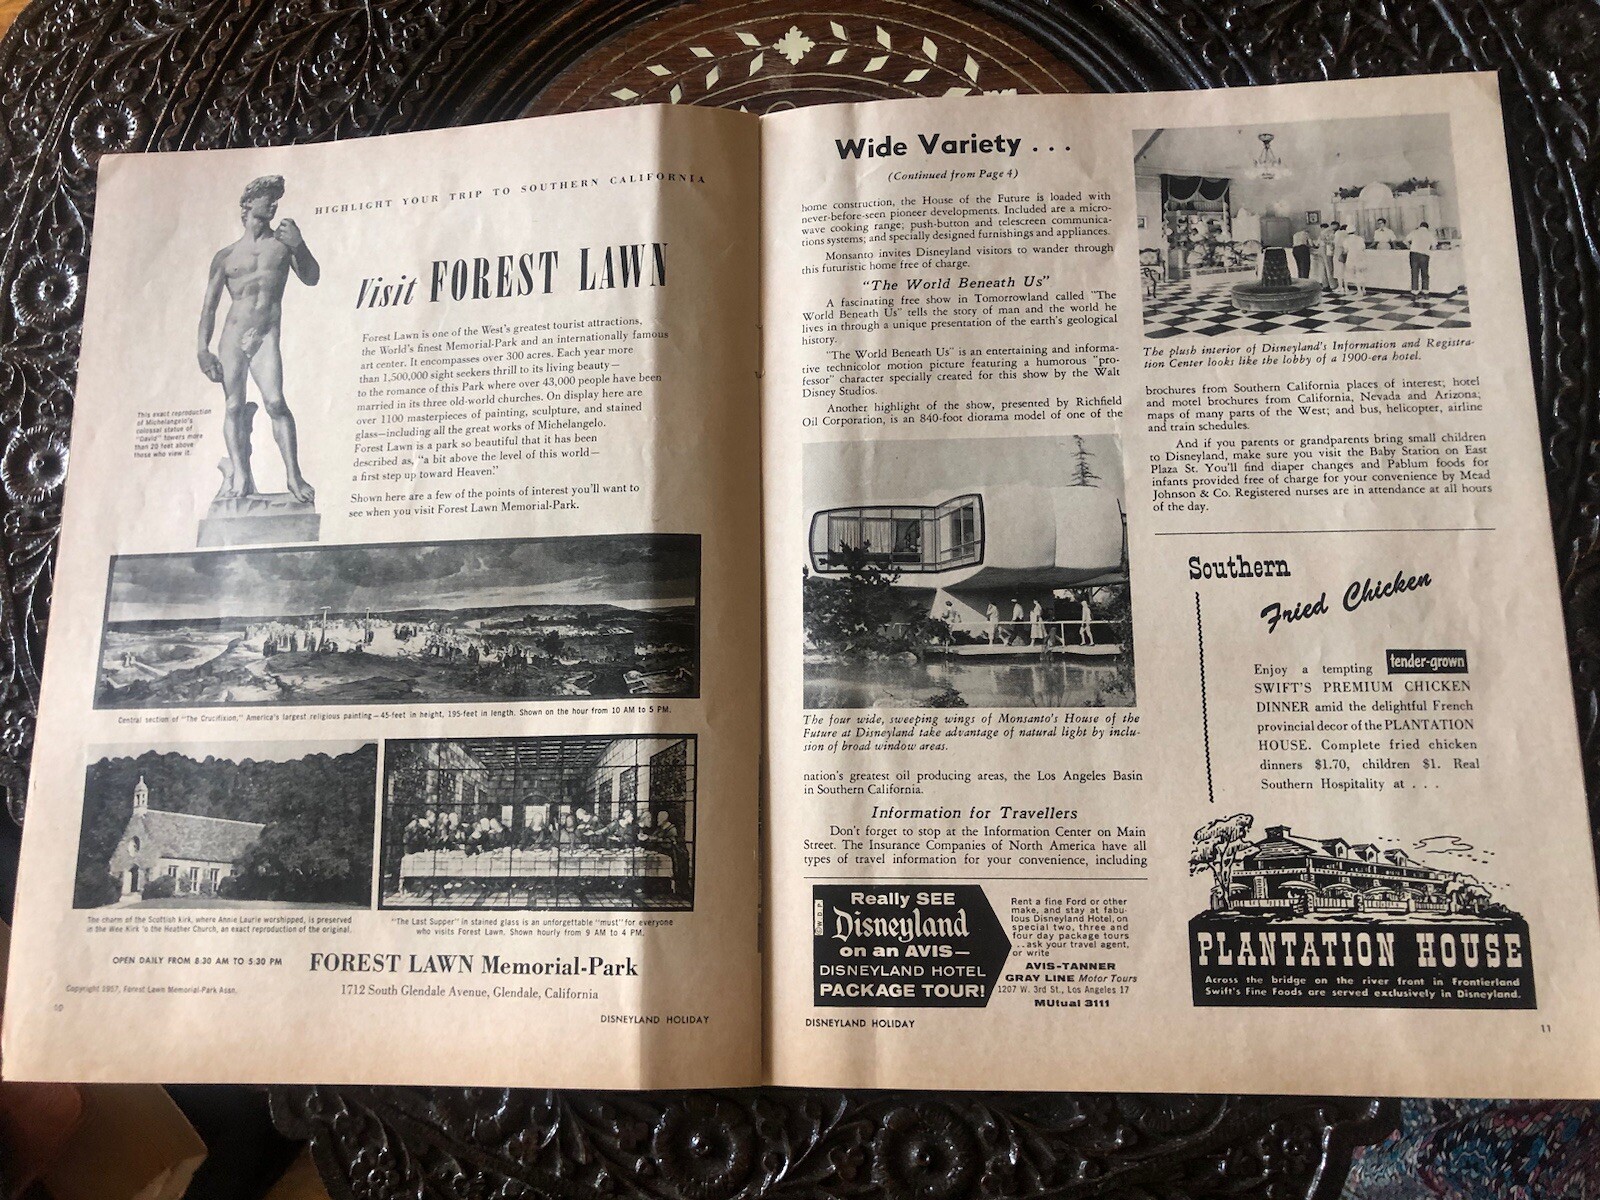 HIGHLIGHT YOUR TRIP TO SOUTHERN CALIFORNIA
Visit FOREST LAWN
Forest Lawn is one of the West's greatest tourist attractions,
the World's finest Memorial-Park and an internationally famous
art center. It encompasses over 300 acres. Each year more
than 1,500,000 sight seekers thrill to its living beauty—
to the romance of this Park where over 43,000 people have been
married in its three old-world churches. On display here are
over 1100 masterpieces of painting, sculpture, and stained
glass—including all the great works of Michelangelo.
Forest Lawn is a park so beautiful that it has been
described as, "a bit above the level of this world—
a first step up toward Heaven."
Shown here are a few of the points of interest you'll want to
see when you visit Forest Lawn Memorial-Park.
This exact reproduction
of Michelangelo's
colossal statue of
"David" towers more
than 20 feet above
those who view it.
Central section of "The Crucifixion," America's largest religious painting—45-feet in height, 195-feet in length. Shown on the hour from 10 AM to 5 PM.
The charm of the Scottish kirk, where Annie Laurie worshipped, is preserved
in the Wee Kirk 'o the Heather Church, an exact reproduction of the original.
"The Last Supper" in stained glass is an unforgettable "must" for everyone
who visits Forest Lawn. Shown hourly from 9 AM to 4 PM.
OPEN DAILY FROM 8:30 AM TO 5:30 PM
FOREST LAWN Memorial-Park
1712 South Glendale Avenue, Glendale, California
Copyright 1957, Forest Lawn Memorial-Park Assn.
10
DISNEYLAND HOLIDAY
Wide Variety . . .
(Continued from Page 4)
home construction, the House of the Future is loaded with
never-before-seen pioneer developments. Included are a micro-
wave cooking range; push-button and telescreen communica-
tions systems; and specially designed furnishings and appliances.
Monsanto invites Disneyland visitors to wander through
this futuristic home free of charge.
"The World Beneath Us"
A fascinating free show in Tomorrowland called "The
World Beneath Us" tells the story of man and the world he
lives in through a unique presentation of the earth's geological
history.
"The World Beneath Us" is an entertaining and informa-
tive technicolor motion picture featuring a humorous "pro-
fessor" character specially created for this show by the Walt
Disney Studios.
Another highlight of the show, presented by Richfield
Oil Corporation, is an 840-foot diorama model of one of the
The four wide, sweeping wings of Monsanto's House of the
Future at Disneyland take advantage of natural light by inclu-
sion of broad window areas.
nation's greatest oil producing areas, the Los Angeles Basin
in Southern California.
Information for Travellers
Don't forget to stop at the Information Center on Main
Street. The Insurance Companies of North America have all
types of travel information for your convenience, including
©W.D.P.
Really SEE
Disneyland
on an AVIS—
DISNEYLAND HOTEL
PACKAGE TOUR!
Rent a fine Ford or other
make, and stay at fabu-
lous Disneyland Hotel, on
special two, three and
four day package tours
. . ask your travel agent,
or write
AVIS-TANNER
GRAY LINE Motor Tours
1207 W. 3rd St., Los Angeles 17
MUtual 3111
DISNEYLAND HOLIDAY
The plush interior of Disneyland's Information and Registra-
tion Center looks like the lobby of a 1900-era hotel.
brochures from Southern California places of interest; hotel
and motel brochures from California, Nevada and Arizona;
maps of many parts of the West; and bus, helicopter, airline
and train schedules.
And if you parents or grandparents bring small children
to Disneyland, make sure you visit the Baby Station on East
Plaza St. You'll find diaper changes and Pablum foods for
infants provided free of charge for your convenience by Mead
Johnson & Co. Registered nurses are in attendance at all hours
of the day.
Southern
Fried Chicken
Enjoy a tempting tender-grown
SWIFT'S PREMIUM CHICKEN
DINNER amid the delightful French
provincial decor of the PLANTATION
HOUSE. Complete fried chicken
dinners $1.70, children $1. Real
Southern Hospitality at . . .
PLANTATION HOUSE
Across the bridge on the river front in Frontierland
Swift's Fine Foods are served exclusively in Disneyland.
11